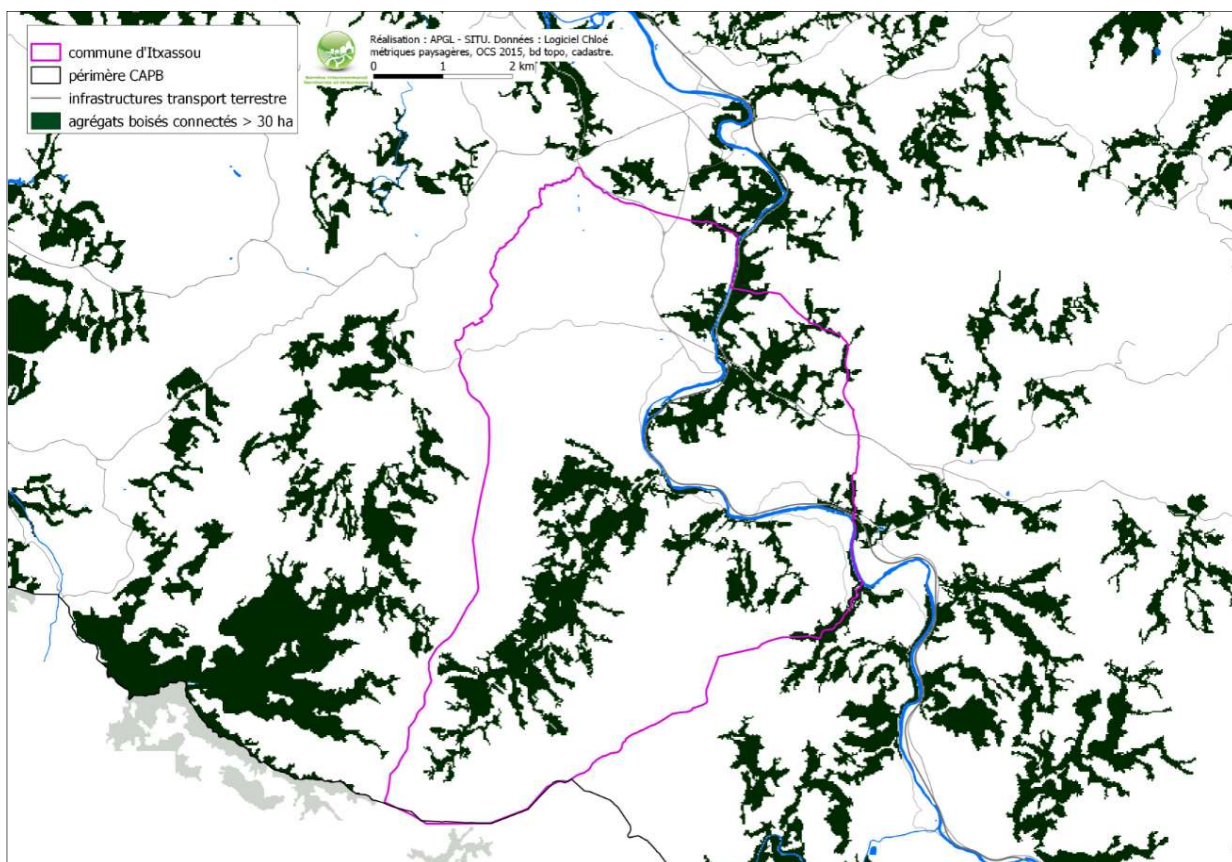 commune d'Itxassou
périmère CAPB
infrastructures transport terrestre
agrégats boisés connectés > 30 ha
Réalisation : APGL - SITU. Données : Logiciel Chloé
métriques paysagères, OCS 2015, bd topo, cadastre.
0 1 2 km